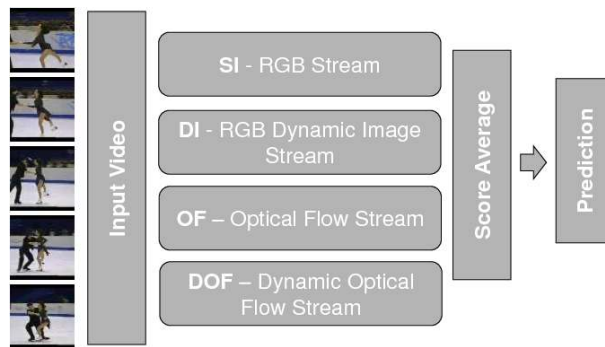 Input Video
SI - RGB Stream
DI - RGB Dynamic Image
Stream
OF – Optical Flow Stream
DOF – Dynamic Optical
Flow Stream
Score Average
Prediction